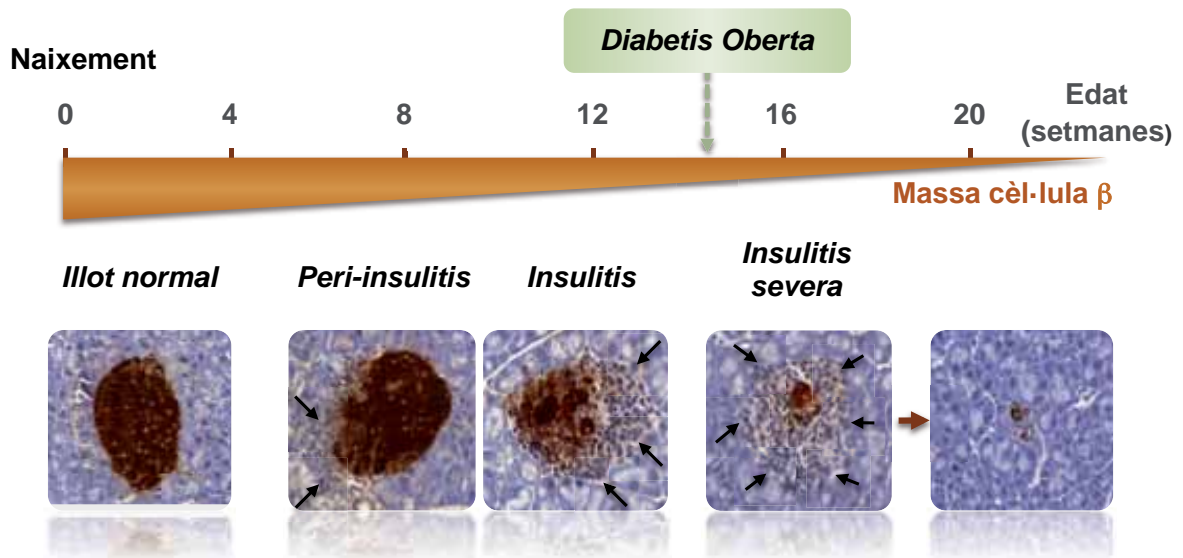 Diabetis Oberta
Naixement
0 4 8 12 16 20 Edat
(setmanes)
Massa cèl·lula β
Illot normal Peri-insulitis Insulitis Insulitis
severa